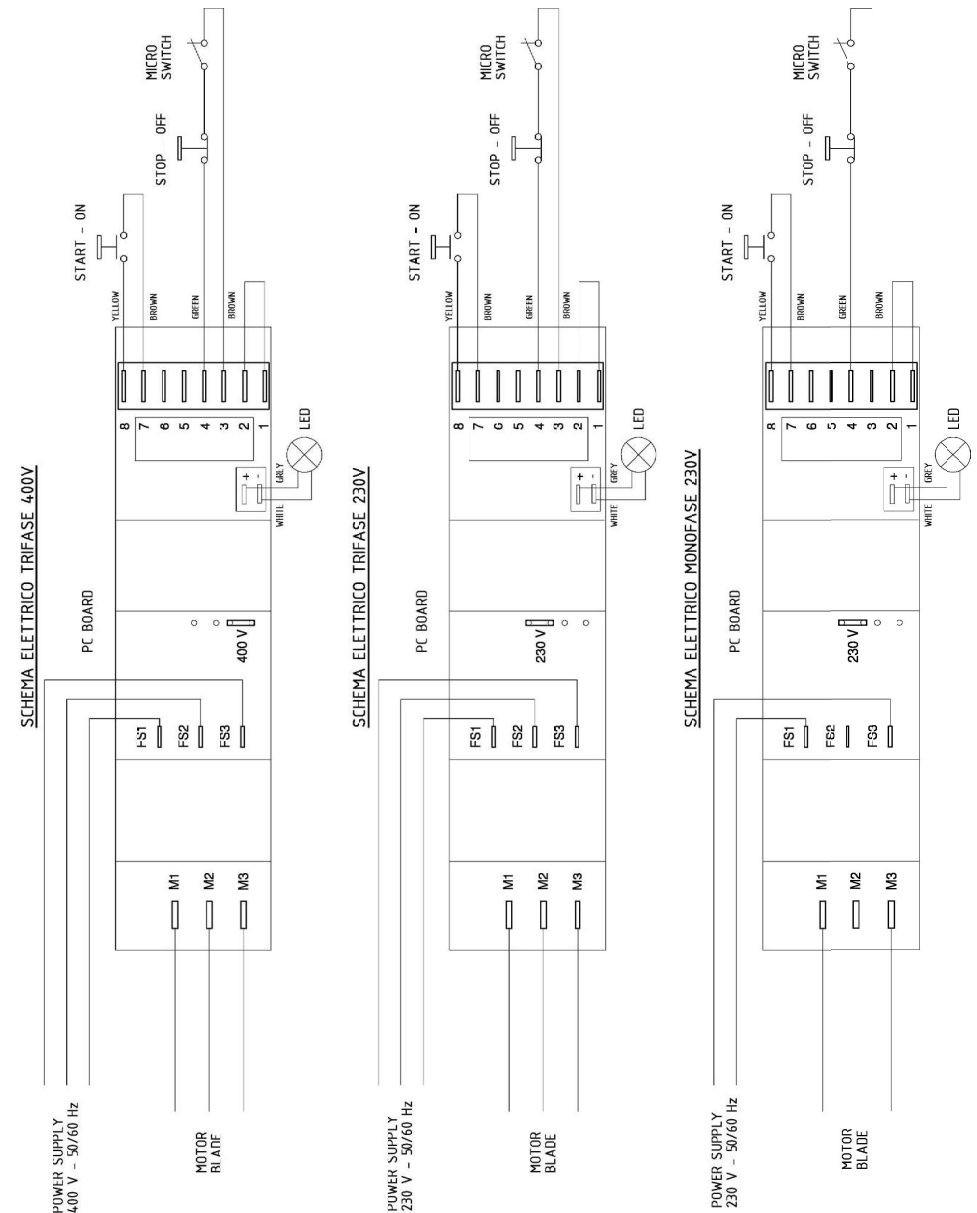 SCHEMA ELETTRICO TRIFASE 400V
POWER SUPPLY
400 V - 50/60 Hz
MOTOR
BLADE
PC BOARD
M1
M2
M3
FS1
FS2
FS3
400 V
8
7
6
5
4
3
2
1
+
-
WHITE
GREY
LED
YELLOW
BROWN
GREEN
BROWN
START - ON
STOP - OFF
MICRO
SWITCH
SCHEMA ELETTRICO TRIFASE 230V
POWER SUPPLY
230 V - 50/60 Hz
MOTOR
BLADE
PC BOARD
M1
M2
M3
FS1
FS2
FS3
230 V
8
7
6
5
4
3
2
1
+
-
WHITE
GREY
LED
YELLOW
BROWN
GREEN
BROWN
START - ON
STOP - OFF
MICRO
SWITCH
SCHEMA ELETTRICO MONOFASE 230V
POWER SUPPLY
230 V - 50/60 Hz
MOTOR
BLADE
PC BOARD
M1
M2
M3
FS1
FS2
FS3
230 V
8
7
6
5
4
3
2
1
+
-
WHITE
GREY
LED
YELLOW
BROWN
GREEN
BROWN
START - ON
STOP - OFF
MICRO
SWITCH